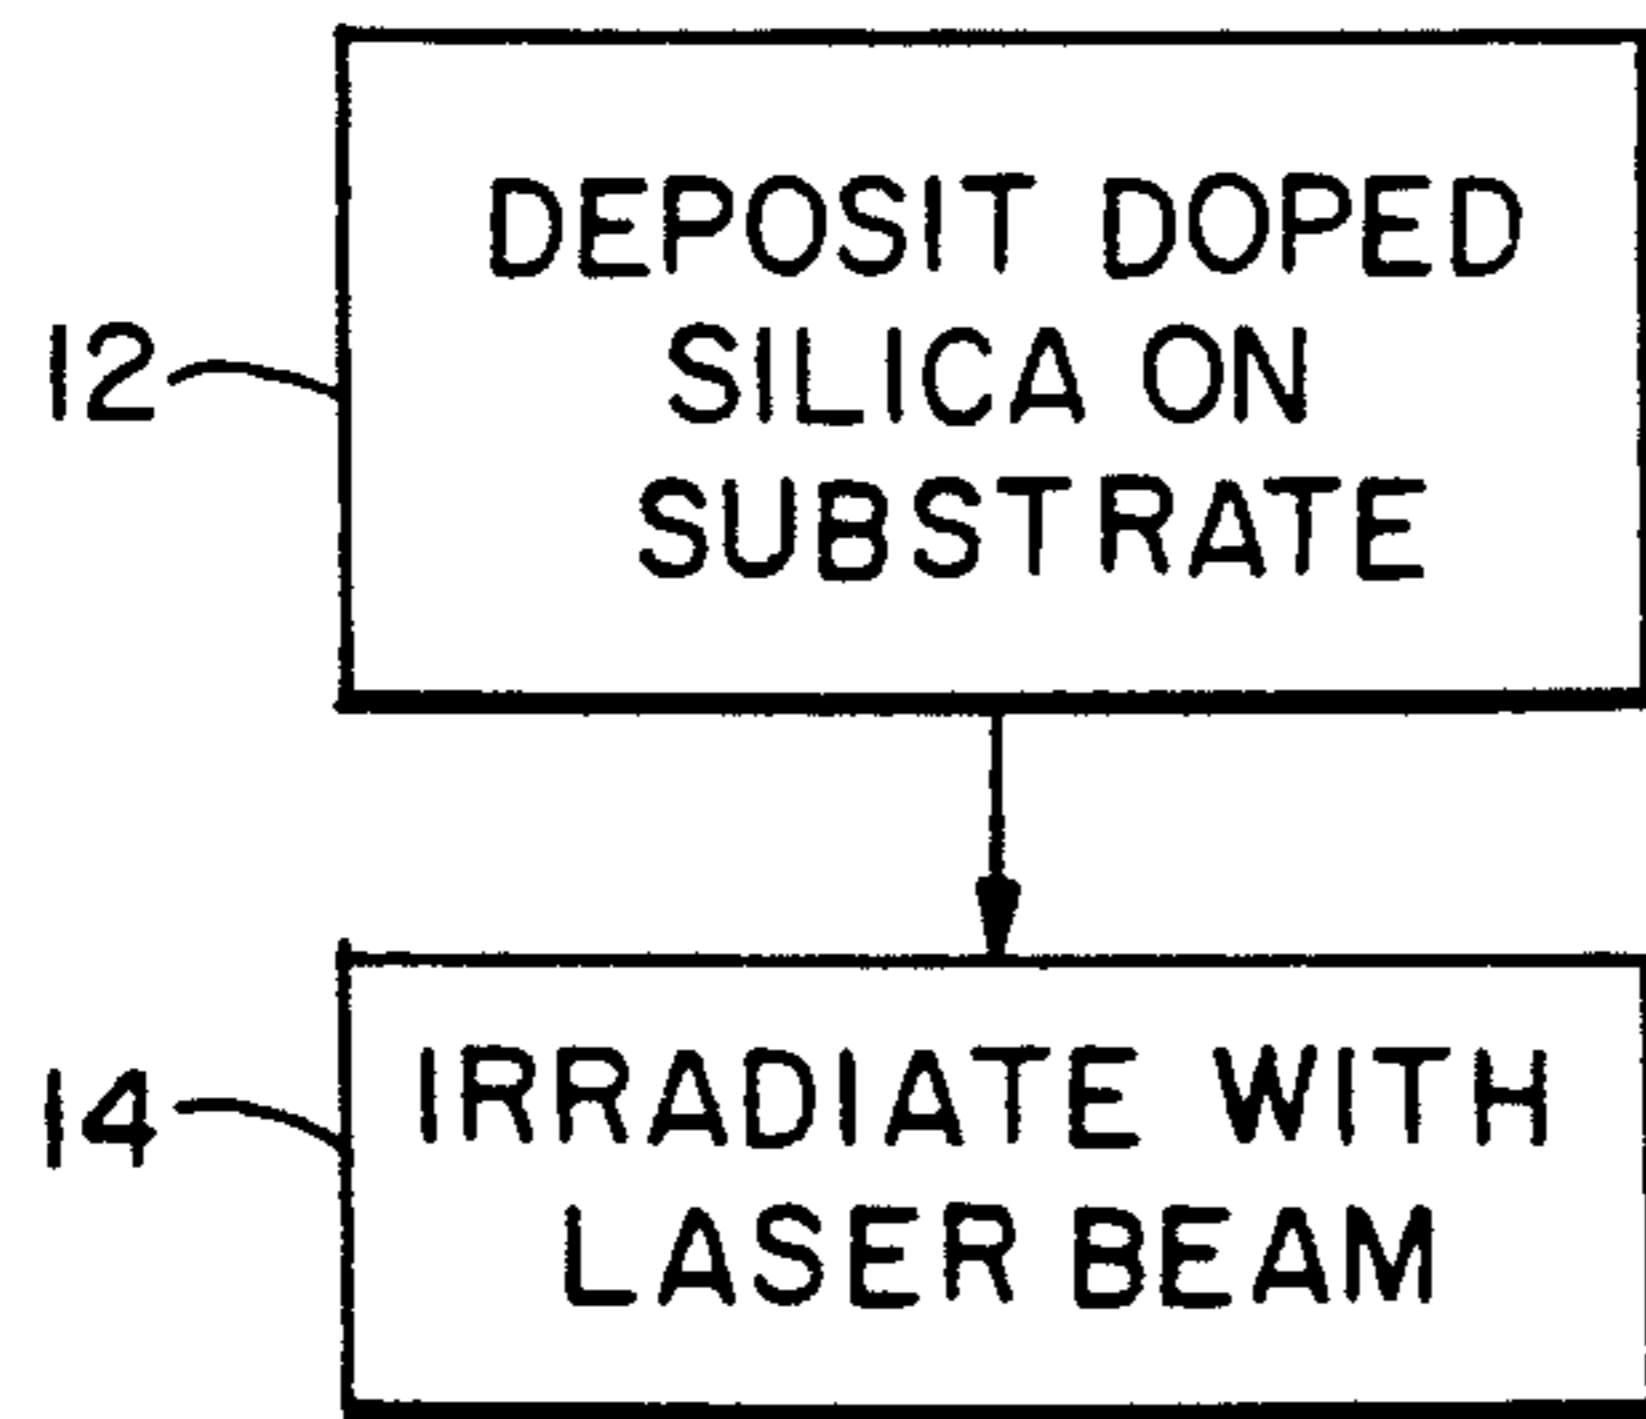 12
DEPOSIT DOPED
SILICA ON
SUBSTRATE
14
IRRADIATE WITH
LASER BEAM